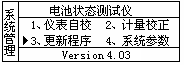 系统管理
电池状态测试仪
1、仪表自校 2、计量校正
3、更新程序 4、系统参数
Version 4.03